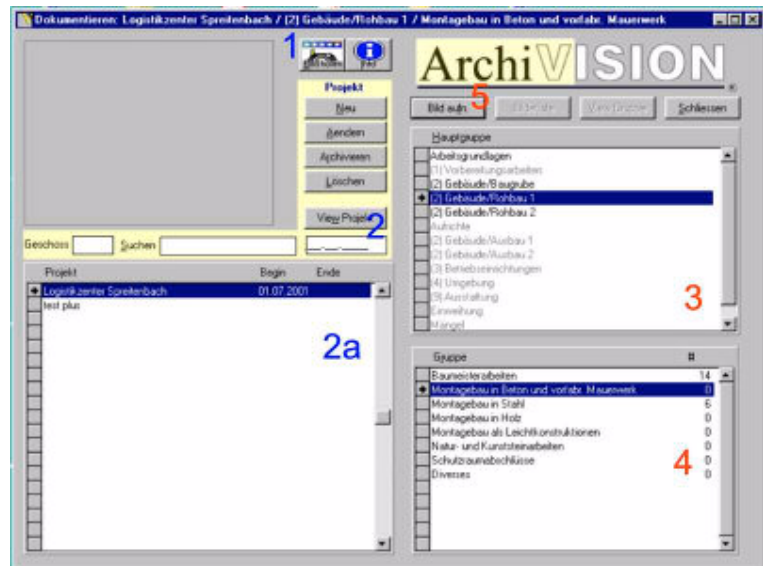 Dokumentieren: Logistikzenter Spreitenbach / (2) Gebäude/Rohbau 1 / Montagebau in Beton und vorfabr. Mauerwerk
1
ArchiVISION
Projekt
Neu
Aendern
Archivieren
Löschen
View Projekt
2
5
Bild aufn.
Schliessen
Geschoss
Suchen
Projekt Begin Ende
Logistikzenter Spreitenbach 01.07.2001
test plus
2a
Hauptgruppe
Arbeitsgrundlagen
(1) Vorbereitungsarbeiten
(2) Gebäude/Baugrube
(2) Gebäude/Rohbau 1
(2) Gebäude/Rohbau 2
Aufrichte
(2) Gebäude/Ausbau 1
(2) Gebäude/Ausbau 2
(3) Betriebseinrichtungen
(4) Umgebung
(9) Ausstattung
Einweihung
Mängel
3
Gruppe #
Baumeisterarbeiten 14
Montagebau in Beton und vorfabr. Mauerwerk 0
Montagebau in Stahl 6
Montagebau in Holz 0
Montagebau als Leichtkonstruktionen 0
Natur- und Kunststeinarbeiten 0
Schutzraumabschlüsse 0
Diverses 0
4